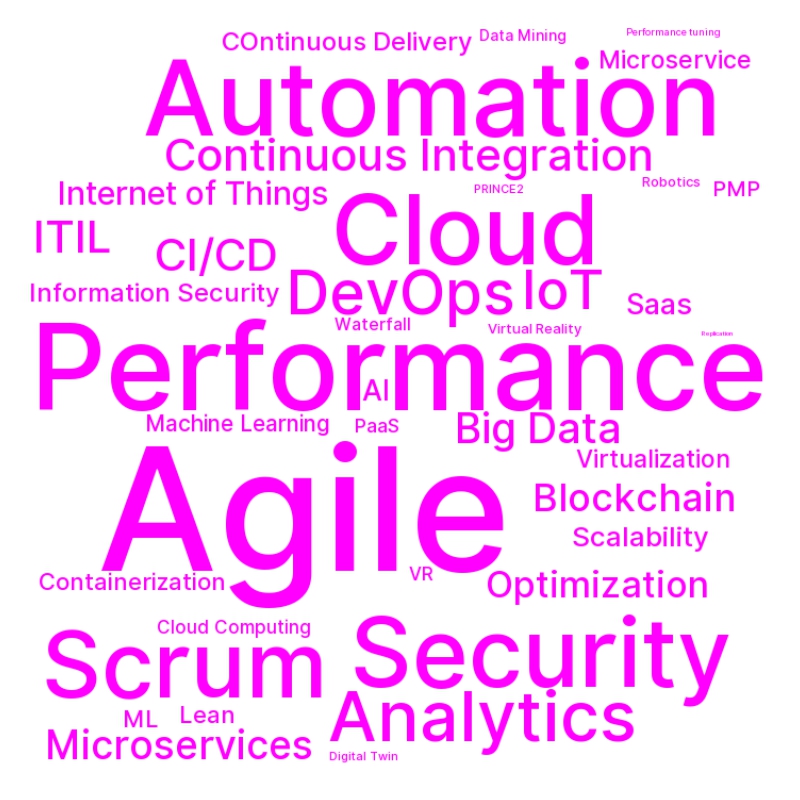 COntinuous Delivery
Data Mining
Performance tuning
Microservice
Automation
Continuous Integration
Internet of Things
PRINCE2
Robotics
PMP
ITIL
CI/CD
Cloud
Information Security
DevOps
IoT
Saas
Waterfall
Virtual Reality
Replication
Performance
AI
Machine Learning
PaaS
Big Data
Virtualization
Agile
Blockchain
Scalability
Containerization
VR
Optimization
Cloud Computing
Scrum
Security
ML
Lean
Analytics
Microservices
Digital Twin